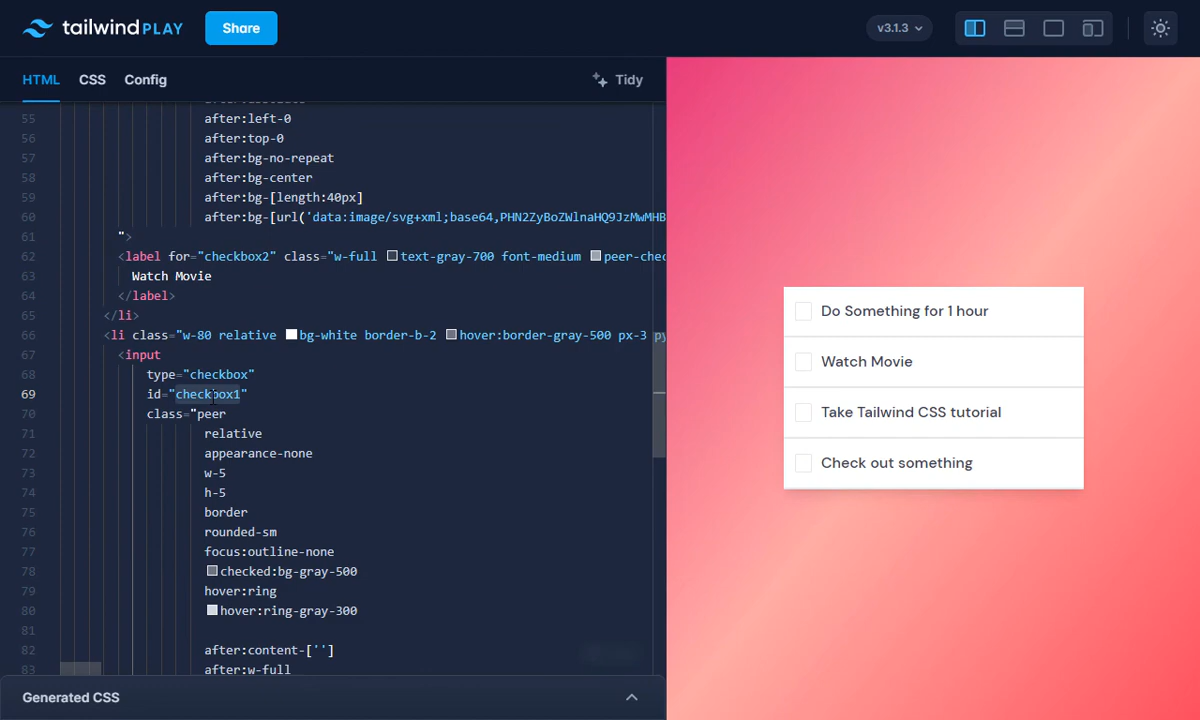 tailwind PLAY
Share
v3.1.3
HTML CSS Config
Tidy
55 after:left-0
56 after:top-0
57 after:bg-no-repeat
58 after:bg-center
59 after:bg-[length:40px]
60 after:bg-[url('data:image/svg+xml;base64,PHN2ZyBoZWlnaHQ9JzMwMHB
61 ">
62 <label for="checkbox2" class="w-full text-gray-700 font-medium peer-chec
63 Watch Movie
64 </label>
65 </li>
66 <li class="w-80 relative bg-white border-b-2 hover:border-gray-500 px-3 py
67 <input
68 type="checkbox"
69 id="checkbox1"
70 class="peer
71 relative
72 appearance-none
73 w-5
74 h-5
75 border
76 rounded-sm
77 focus:outline-none
78 checked:bg-gray-500
79 hover:ring
80 hover:ring-gray-300
81
82 after:content-['']
83 after:w-full
Generated CSS
Do Something for 1 hour
Watch Movie
Take Tailwind CSS tutorial
Check out something